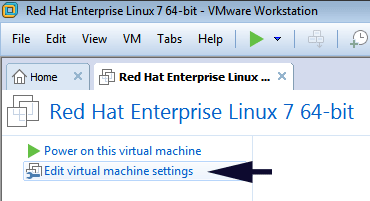 Red Hat Enterprise Linux 7 64-bit - VMware Workstation
File Edit View VM Tabs Help
Home Red Hat Enterprise Linux ...
Red Hat Enterprise Linux 7 64-bit
Power on this virtual machine
Edit virtual machine settings